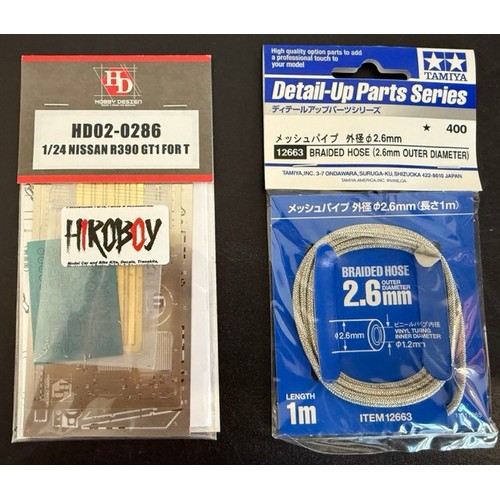 HD
HOBBY DESIGN
HD02-0286
1/24 NISSAN R390 GT1 FOR T
HIROBOY
Model Car and Bike Kits, Decals, Transkits,
High quality option parts to add
a professional touch to
your model
TAMIYA
Detail-Up Parts Series
ディテールアップパーツシリーズ
メッシュパイプ 外径φ2.6mm
★ 400
12663 BRAIDED HOSE (2.6mm OUTER DIAMETER)
TAMIYA,INC. 3-7 ONDAWARA, SURUGA-KU, SHIZUOKA 422-8610 JAPAN
TAMIYA AMERICA INC. IRVINE, CA
メッシュパイプ 外径φ2.6mm(長さ1m)
BRAIDED HOSE
2.6mm OUTER DIAMETER
φ2.6mm
ビニールパイプ内径
VINYL TUBING
INNER DIAMETER
φ1.2mm
LENGTH
1m
ITEM 12663